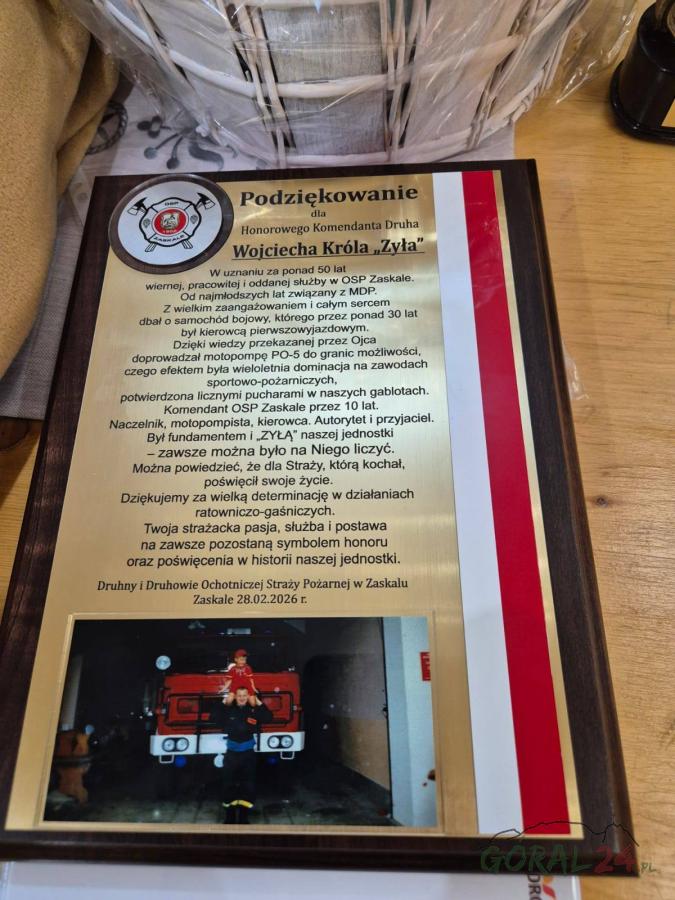 OSP
1904
ZASKALE
Podziękowanie
dla
Honorowego Komendanta Druha
Wojciecha Króla „Zyła”
W uznaniu za ponad 50 lat
wiernej, pracowitej i oddanej służby w OSP Zaskale.
Od najmłodszych lat związany z MDP.
Z wielkim zaangażowaniem i całym sercem
dbał o samochód bojowy, którego przez ponad 30 lat
był kierowcą pierwszowyjazdowym.
Dzięki wiedzy przekazanej przez Ojca
doprowadzał motopompę PO-5 do granic możliwości,
czego efektem była wieloletnia dominacja na zawodach
sportowo-pożarniczych,
potwierdzona licznymi pucharami w naszych gablotach.
Komendant OSP Zaskale przez 10 lat.
Naczelnik, motopompista, kierowca. Autorytet i przyjaciel.
Był fundamentem i „ZYŁĄ” naszej jednostki
– zawsze można było na Niego liczyć.
Można powiedzieć, że dla Straży, którą kochał,
poświęcił swoje życie.
Dziękujemy za wielką determinację w działaniach
ratowniczo-gaśniczych.
Twoja strażacka pasja, służba i postawa
na zawsze pozostaną symbolem honoru
oraz poświęcenia w historii naszej jednostki.
Druhny i Druhowie Ochotniczej Straży Pożarnej w Zaskalu
Zaskale 28.02.2026 r.
GÓRAL24.PL